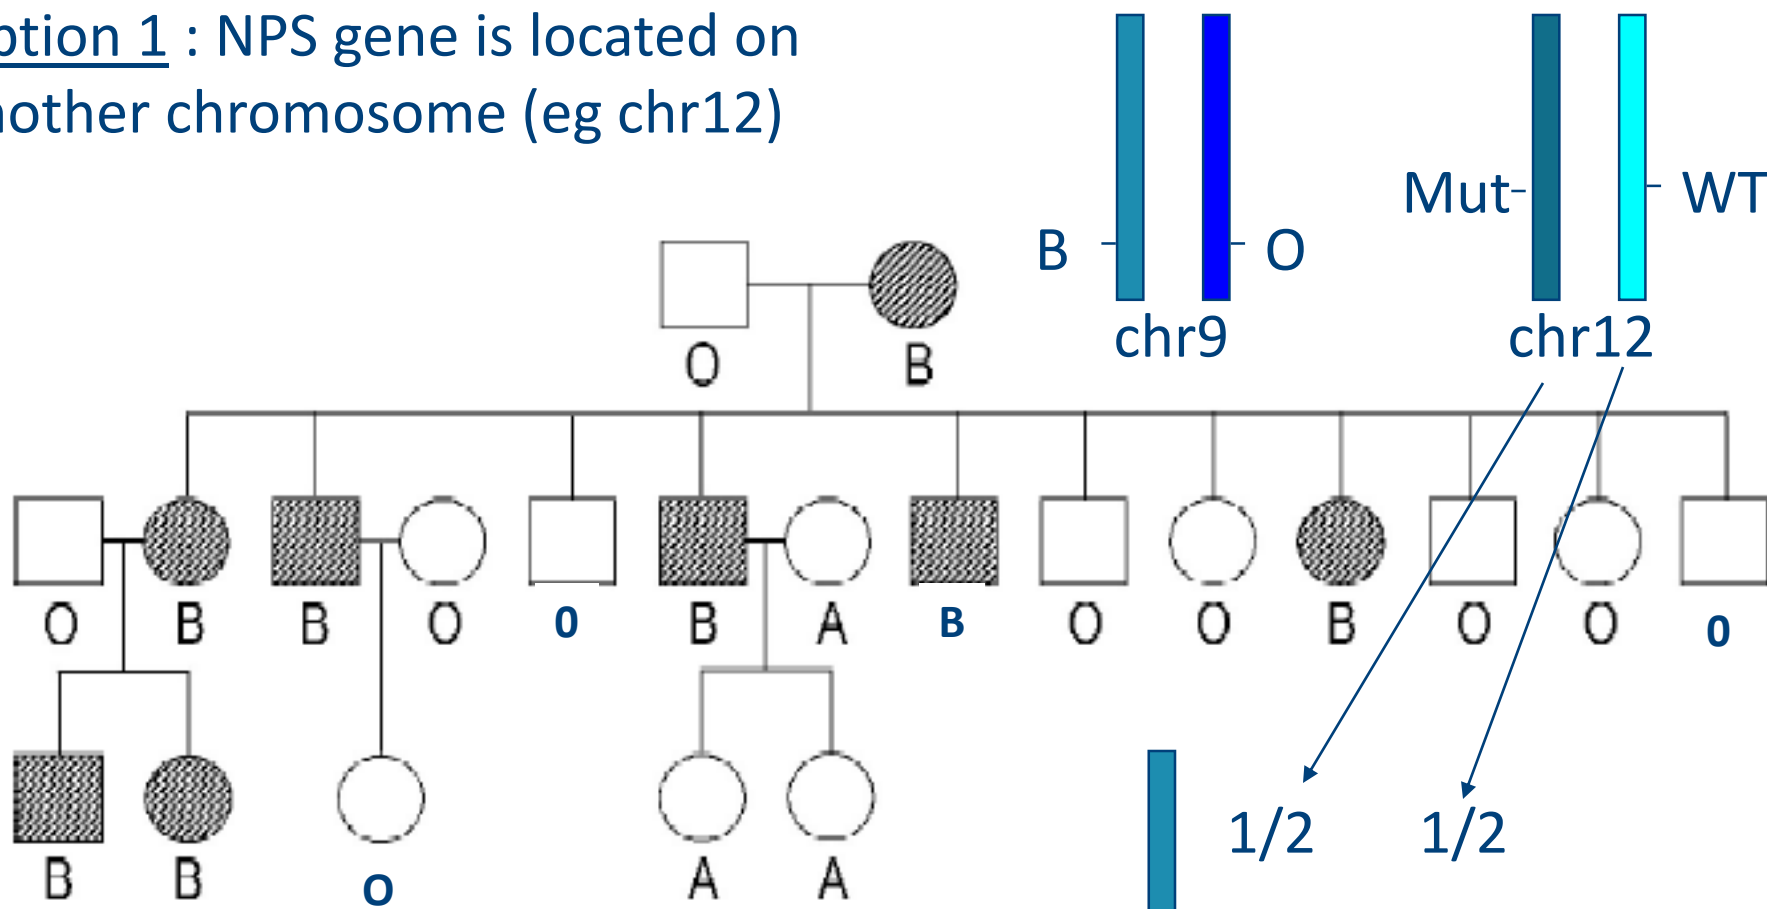 ption 1 : NPS gene is located on
nother chromosome (eg chr12)
Mut WT
B O
chr9 chr12
O B
O B B O 0 B A B O O B O O 0
1/2 1/2
B B O A A